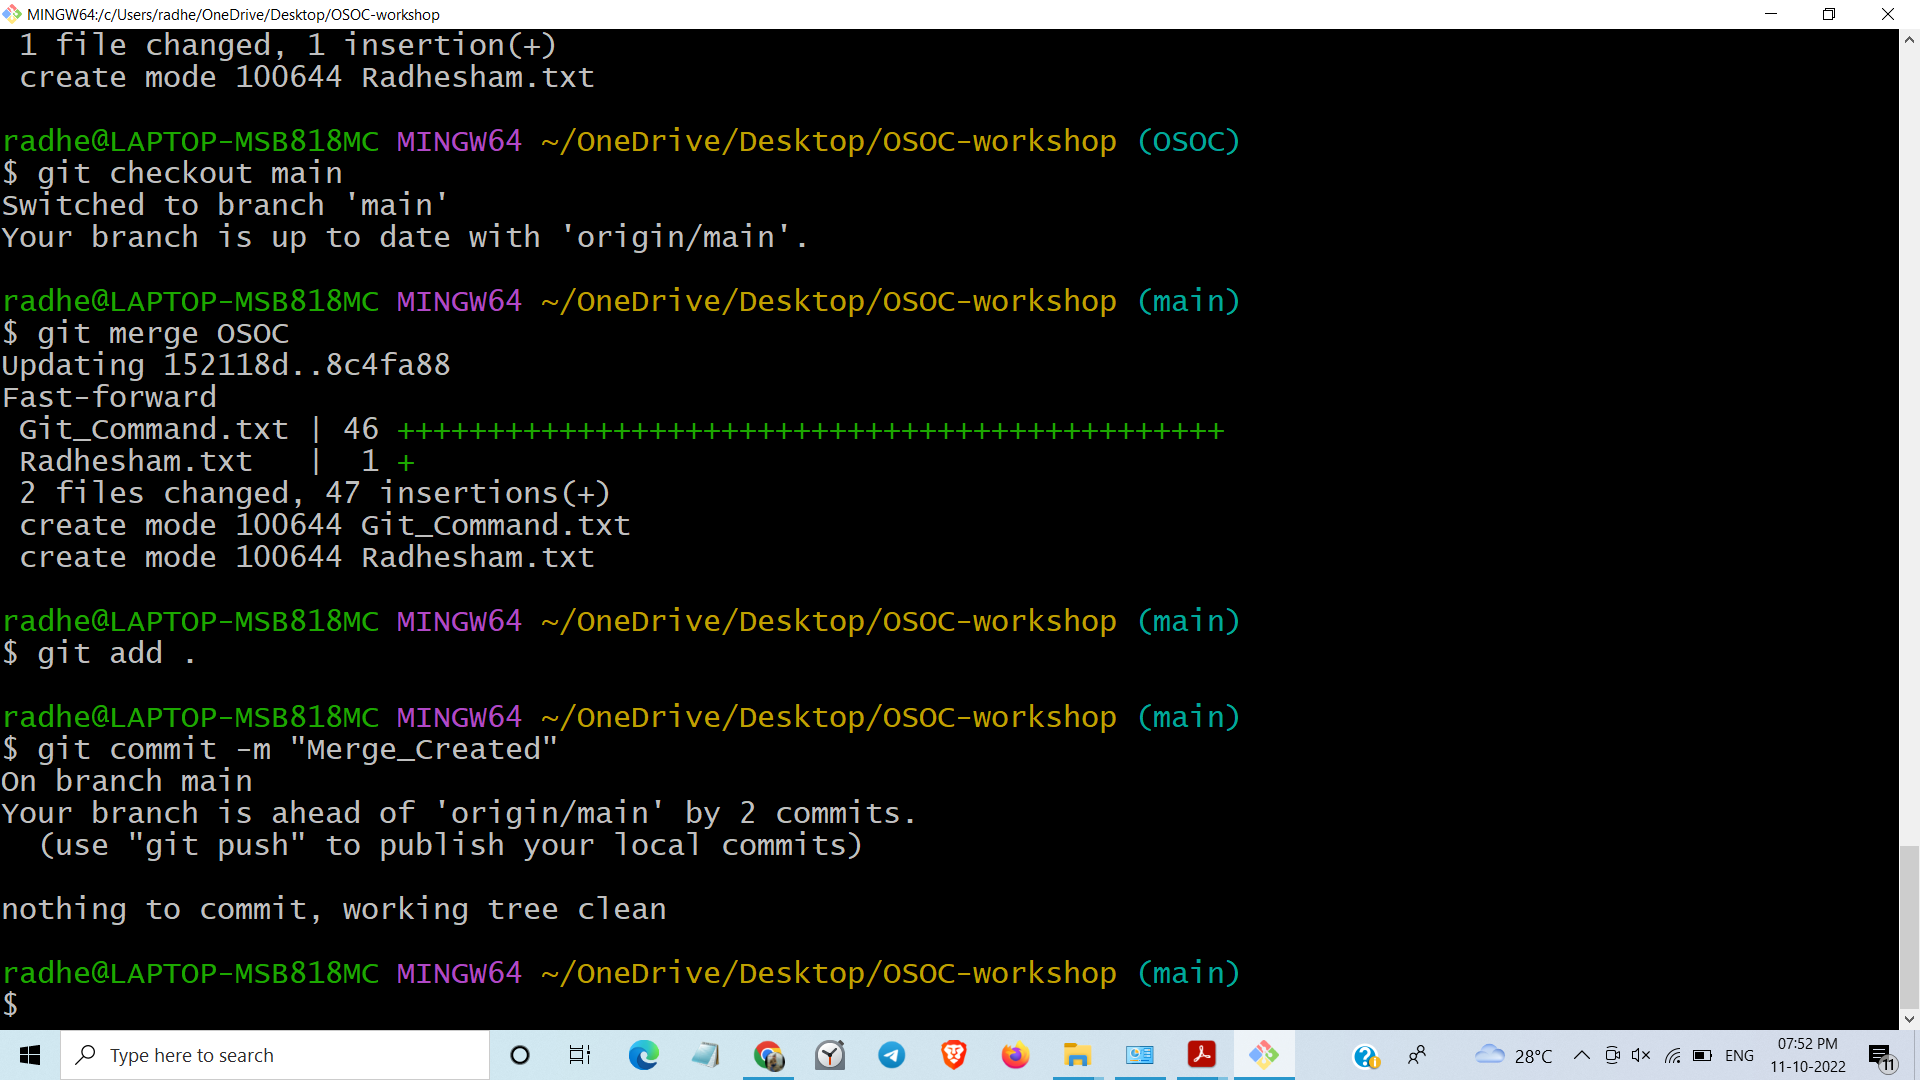 MINGW64:/c/Users/radhe/OneDrive/Desktop/OSOC-workshop
1 file changed, 1 insertion(+)
create mode 100644 Radhesham.txt
radhe@LAPTOP-MSB818MC MINGW64 ~/OneDrive/Desktop/OSOC-workshop (OSOC)
$ git checkout main
Switched to branch 'main'
Your branch is up to date with 'origin/main'.
radhe@LAPTOP-MSB818MC MINGW64 ~/OneDrive/Desktop/OSOC-workshop (main)
$ git merge OSOC
Updating 152118d..8c4fa88
Fast-forward
Git_Command.txt | 46 ++++++++++++++++++++++++++++++++++++++++++++++
Radhesham.txt   |  1 +
2 files changed, 47 insertions(+)
create mode 100644 Git_Command.txt
create mode 100644 Radhesham.txt
radhe@LAPTOP-MSB818MC MINGW64 ~/OneDrive/Desktop/OSOC-workshop (main)
$ git add .
radhe@LAPTOP-MSB818MC MINGW64 ~/OneDrive/Desktop/OSOC-workshop (main)
$ git commit -m "Merge_Created"
On branch main
Your branch is ahead of 'origin/main' by 2 commits.
(use "git push" to publish your local commits)
nothing to commit, working tree clean
radhe@LAPTOP-MSB818MC MINGW64 ~/OneDrive/Desktop/OSOC-workshop (main)
$
Type here to search
28°C
ENG
07:52 PM
11-10-2022
11